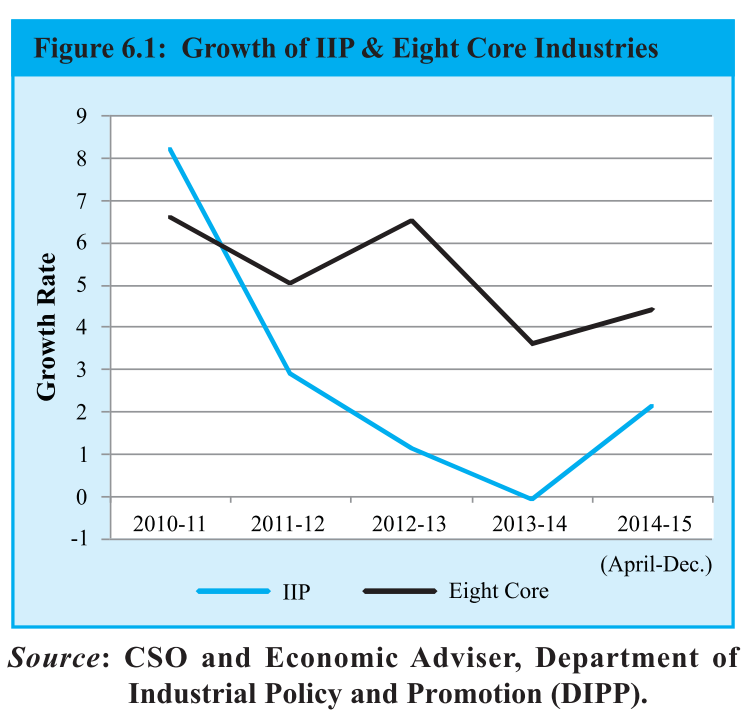 Figure 6.1: Growth of IIP & Eight Core Industries
9
8
7
6
5
4
3
2
1
0
-1
Growth Rate
2010-11 2011-12 2012-13 2013-14 2014-15
(April-Dec.)
IIP Eight Core
Source: CSO and Economic Adviser, Department of
Industrial Policy and Promotion (DIPP).